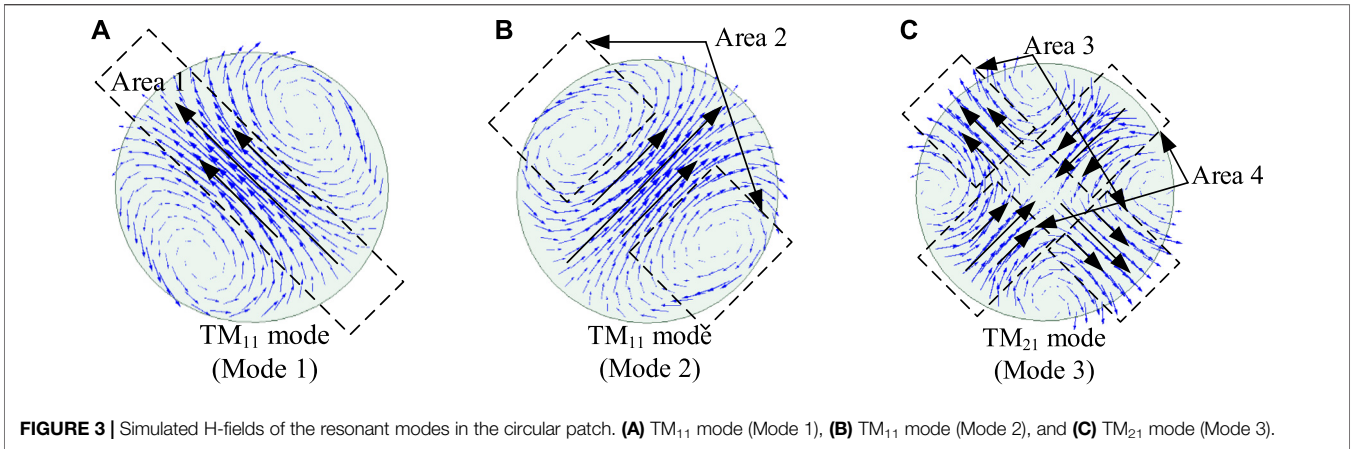 A
Area 1
TM₁₁ mode
(Mode 1)
B
Area 2
TM₁₁ mode
(Mode 2)
C
Area 3
Area 4
TM₂₁ mode
(Mode 3)
FIGURE 3 | Simulated H-fields of the resonant modes in the circular patch. (A) TM₁₁ mode (Mode 1), (B) TM₁₁ mode (Mode 2), and (C) TM₂₁ mode (Mode 3).